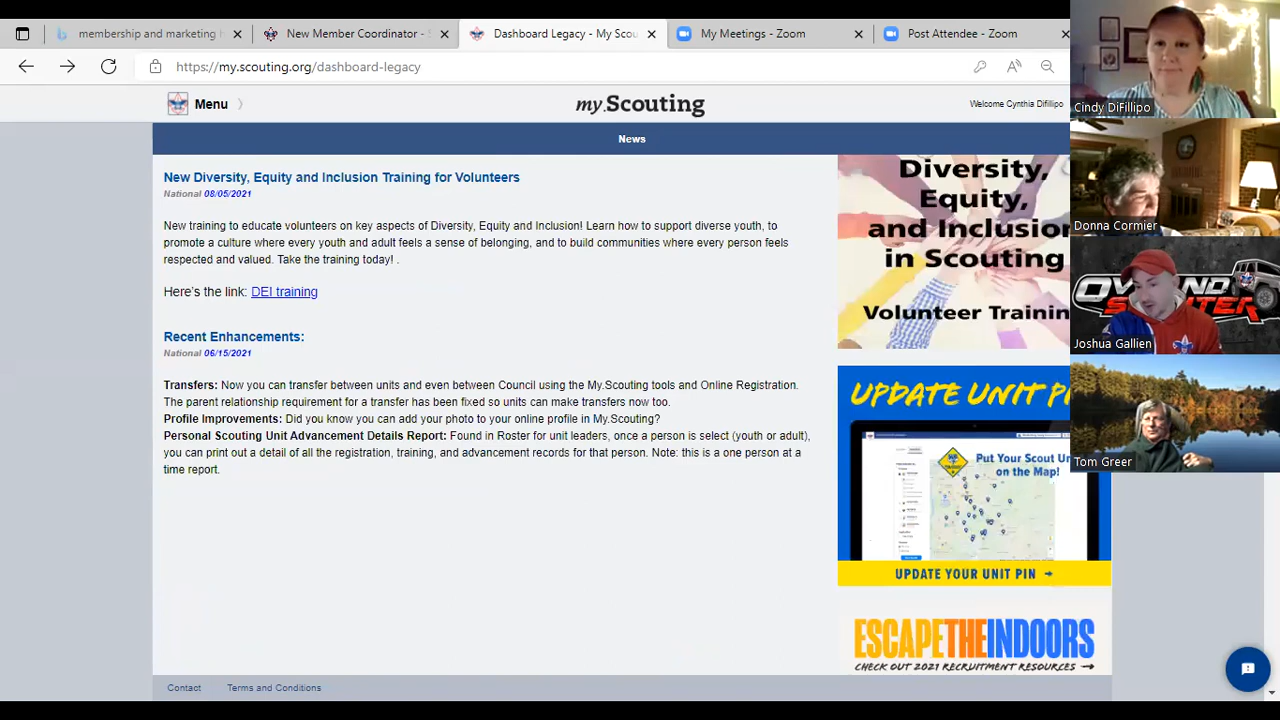 membership and marketing
New Member Coordinator - S
Dashboard Legacy - My Scou
My Meetings - Zoom
Post Attendee - Zoom
https://my.scouting.org/dashboard-legacy
Menu
my.Scouting
Welcome Cynthia Difillipo
News
New Diversity, Equity and Inclusion Training for Volunteers
National 08/05/2021
New training to educate volunteers on key aspects of Diversity, Equity and Inclusion! Learn how to support diverse youth, to
promote a culture where every youth and adult feels a sense of belonging, and to build communities where every person feels
respected and valued. Take the training today! .
Here's the link: DEI training
Recent Enhancements:
National 06/15/2021
Transfers: Now you can transfer between units and even between Council using the My.Scouting tools and Online Registration.
The parent relationship requirement for a transfer has been fixed so units can make transfers now too.
Profile Improvements: Did you know you can add your photo to your online profile in My.Scouting?
Personal Scouting Unit Advancement Details Report: Found in Roster for unit leaders, once a person is select (youth or adult),
you can print out a detail of all the registration, training, and advancement records for that person. Note: this is a one person at a
time report.
Diversity,
Equity,
and Inclusion
in Scouting
Volunteer Trainin
UPDATE UNIT PI
Put Your Scout Un
on the Map!
UPDATE YOUR UNIT PIN →
ESCAPETHEINDOORS
CHECK OUT 2021 RECRUITMENT RESOURCES →
Contact
Terms and Conditions
Cindy DiFillipo
Donna Cormier
Joshua Gallien
Tom Greer